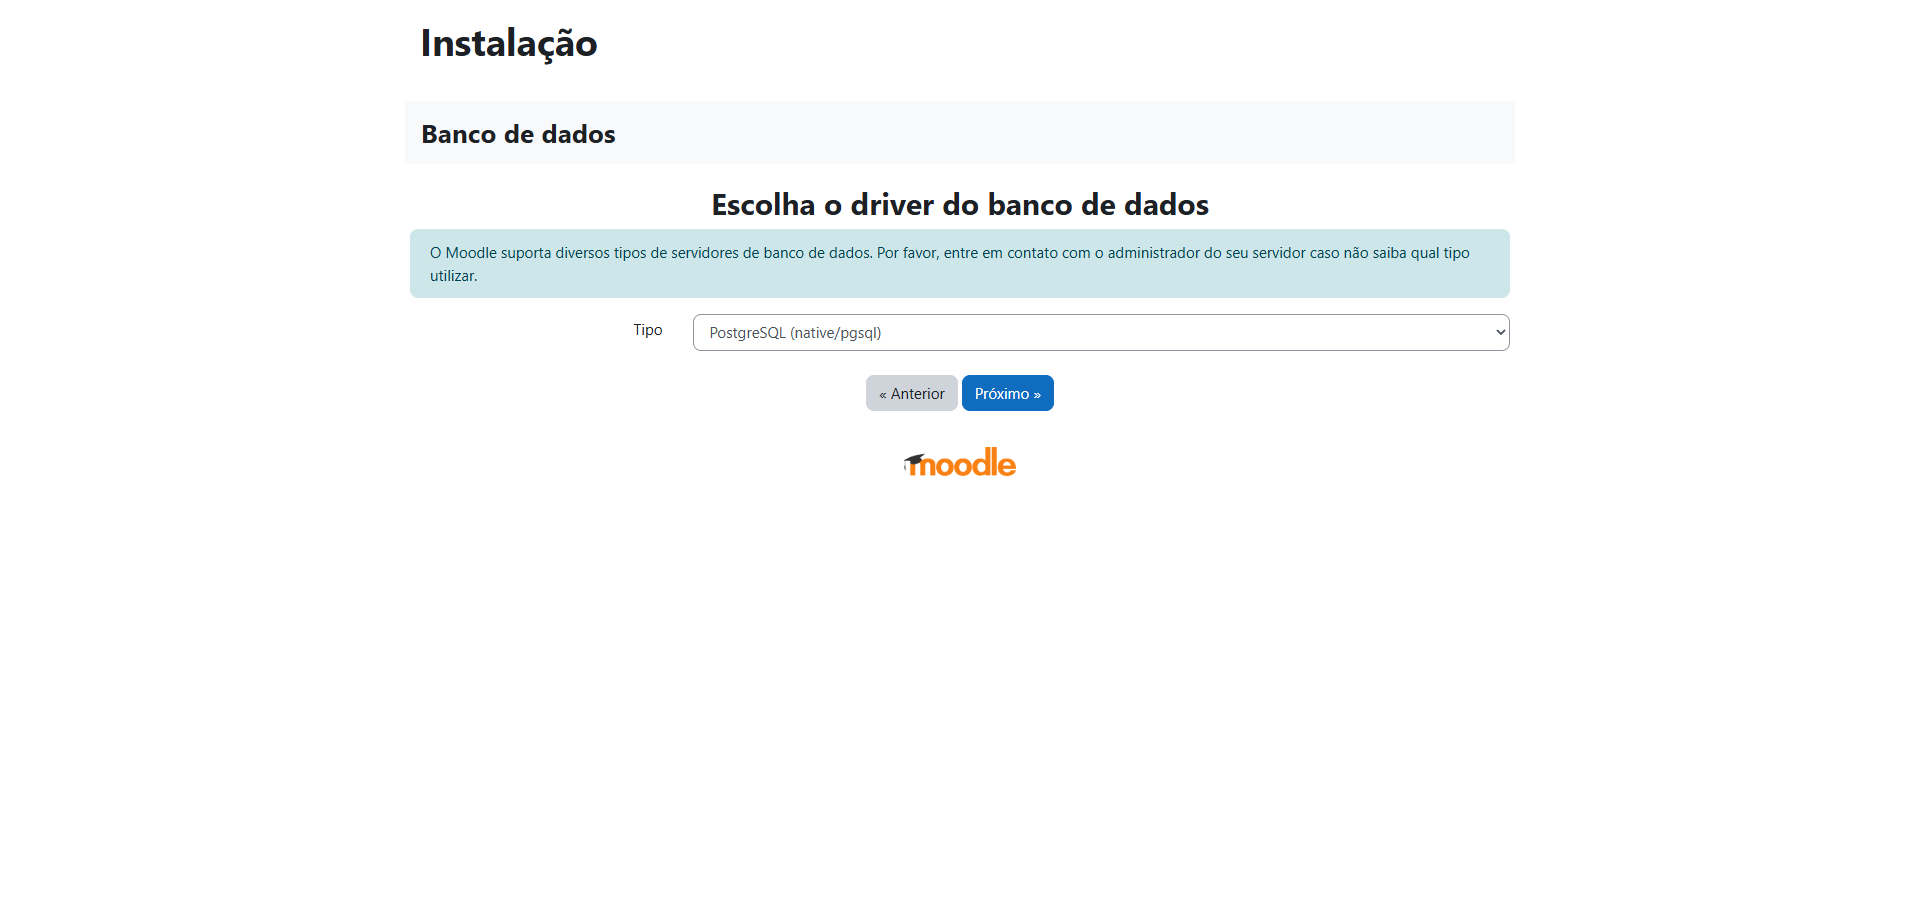 Instalação
Banco de dados
Escolha o driver do banco de dados
O Moodle suporta diversos tipos de servidores de banco de dados. Por favor, entre em contato com o administrador do seu servidor caso não saiba qual tipo
utilizar.
Tipo
PostgreSQL (native/pgsql)
« Anterior
Próximo »
moodle